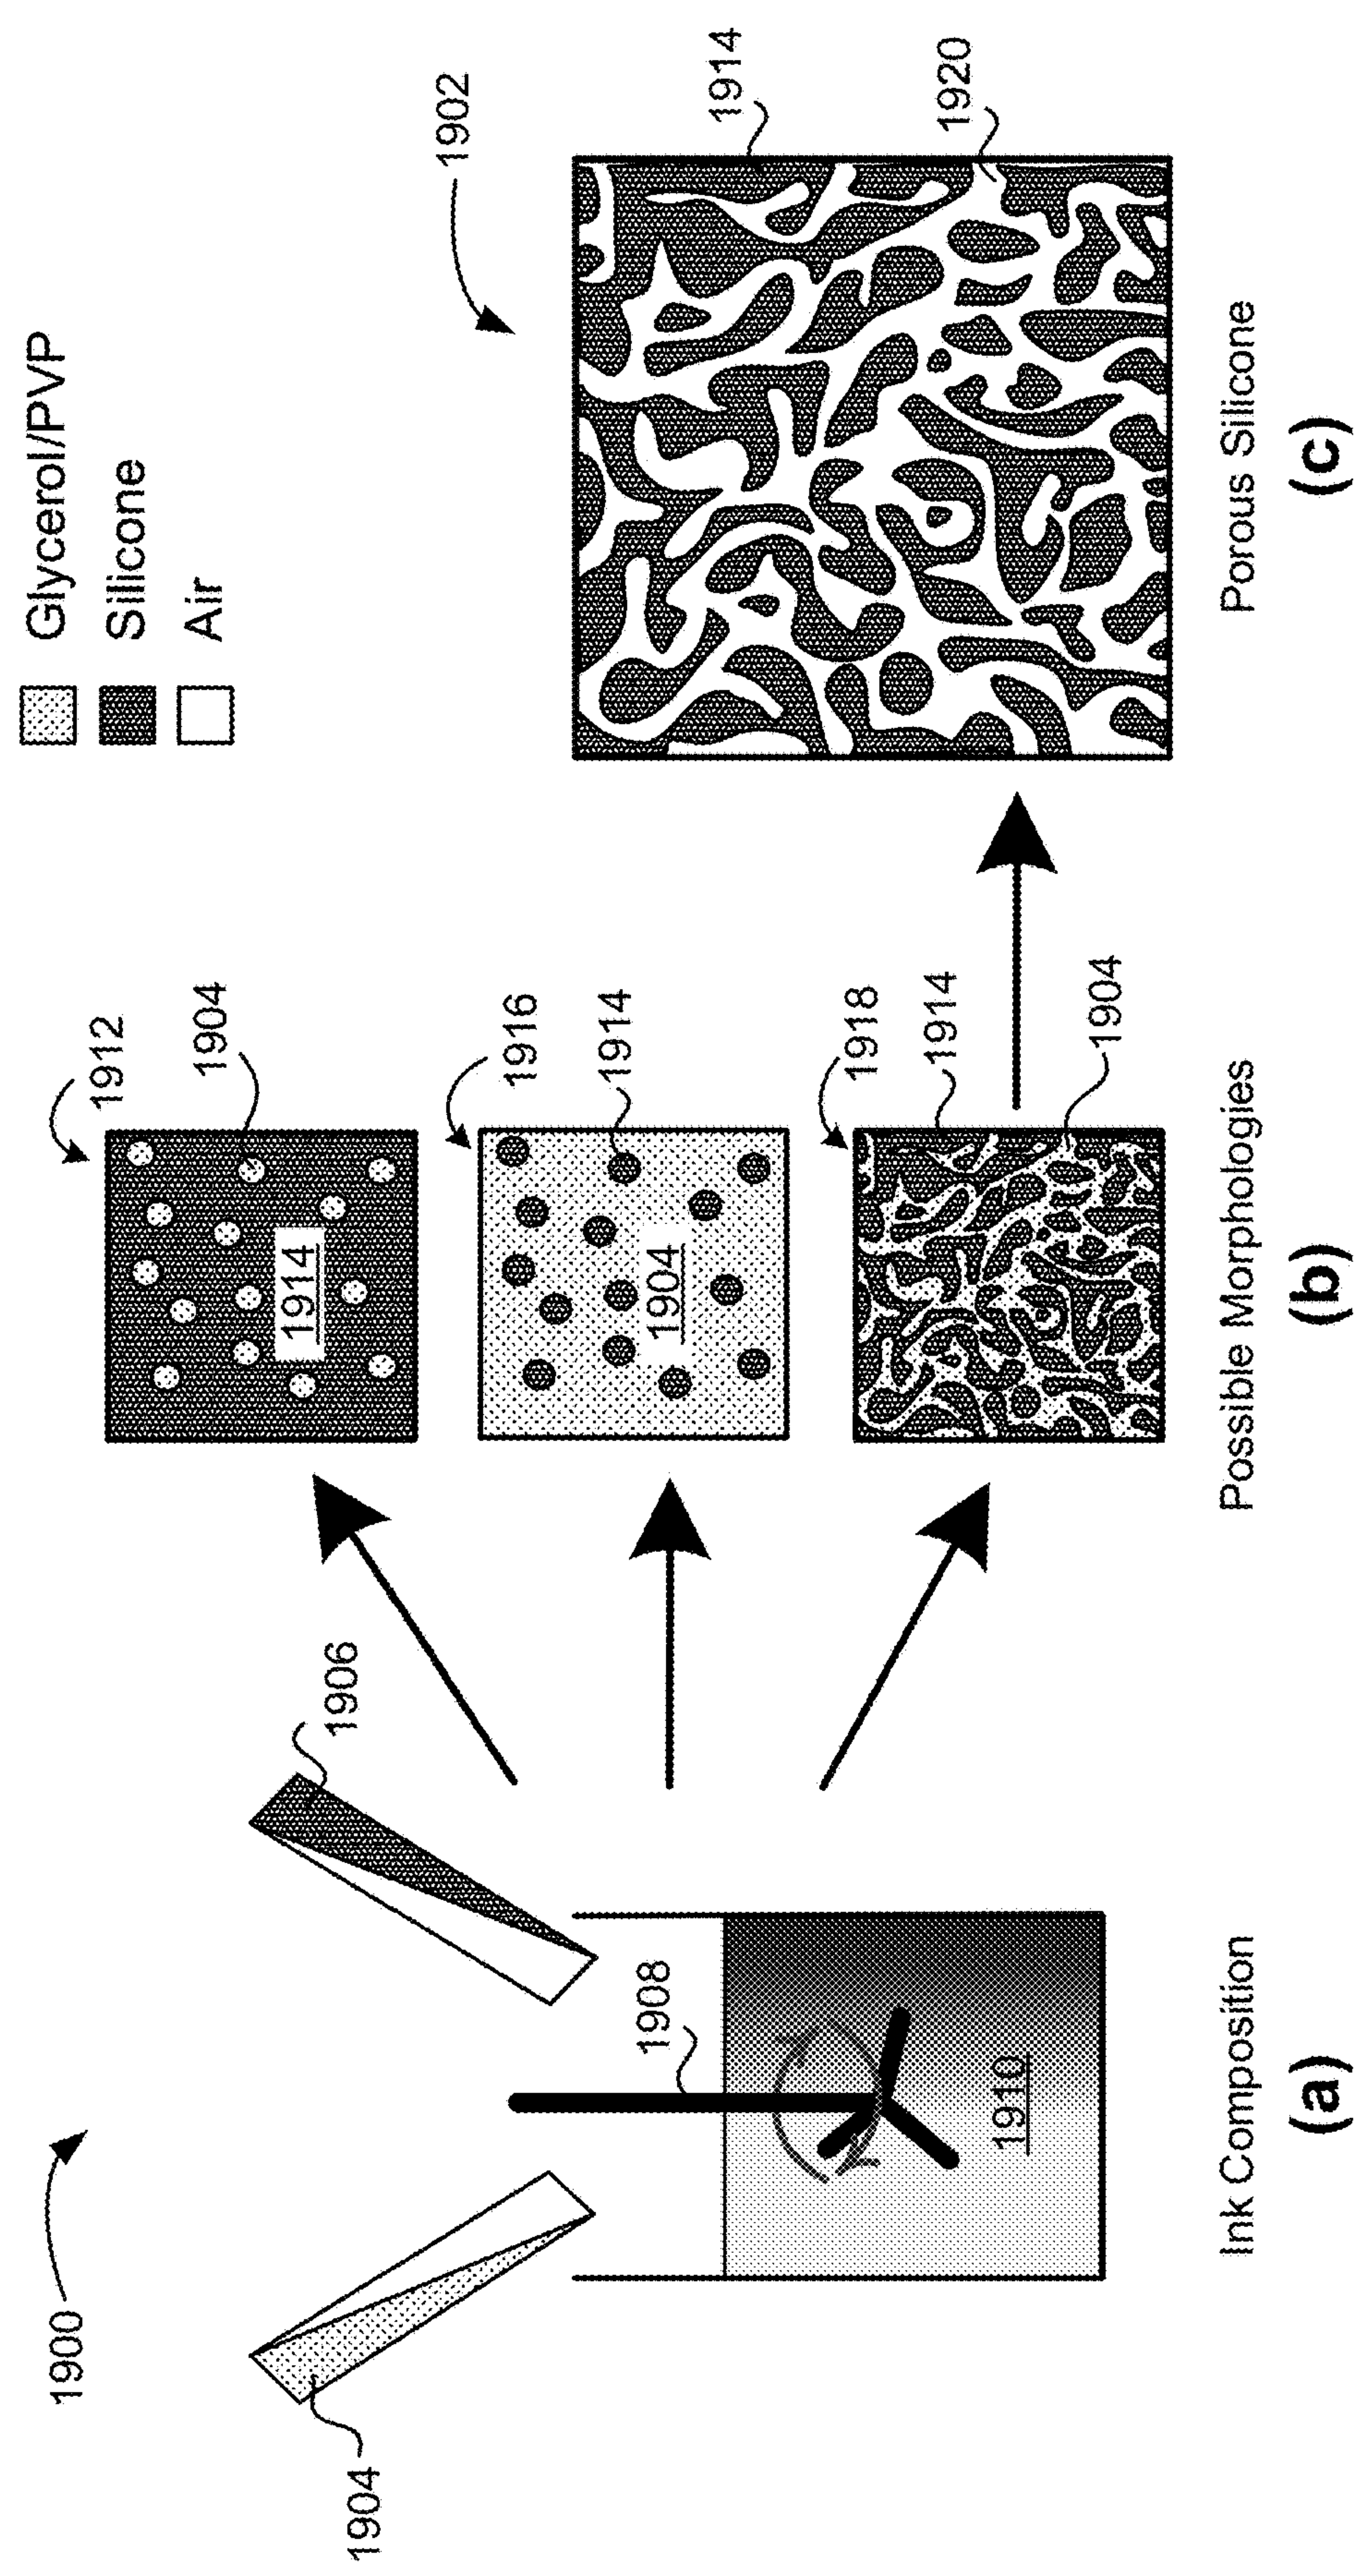 1900
Glycerol/PVP
Silicone
Air
1904
1906
1908
1910
Ink Composition
(a)
1912
1904
1914
1916
1914
1904
1918
1914
1904
Possible Morphologies
(b)
1902
1914
1920
Porous Silicone
(c)